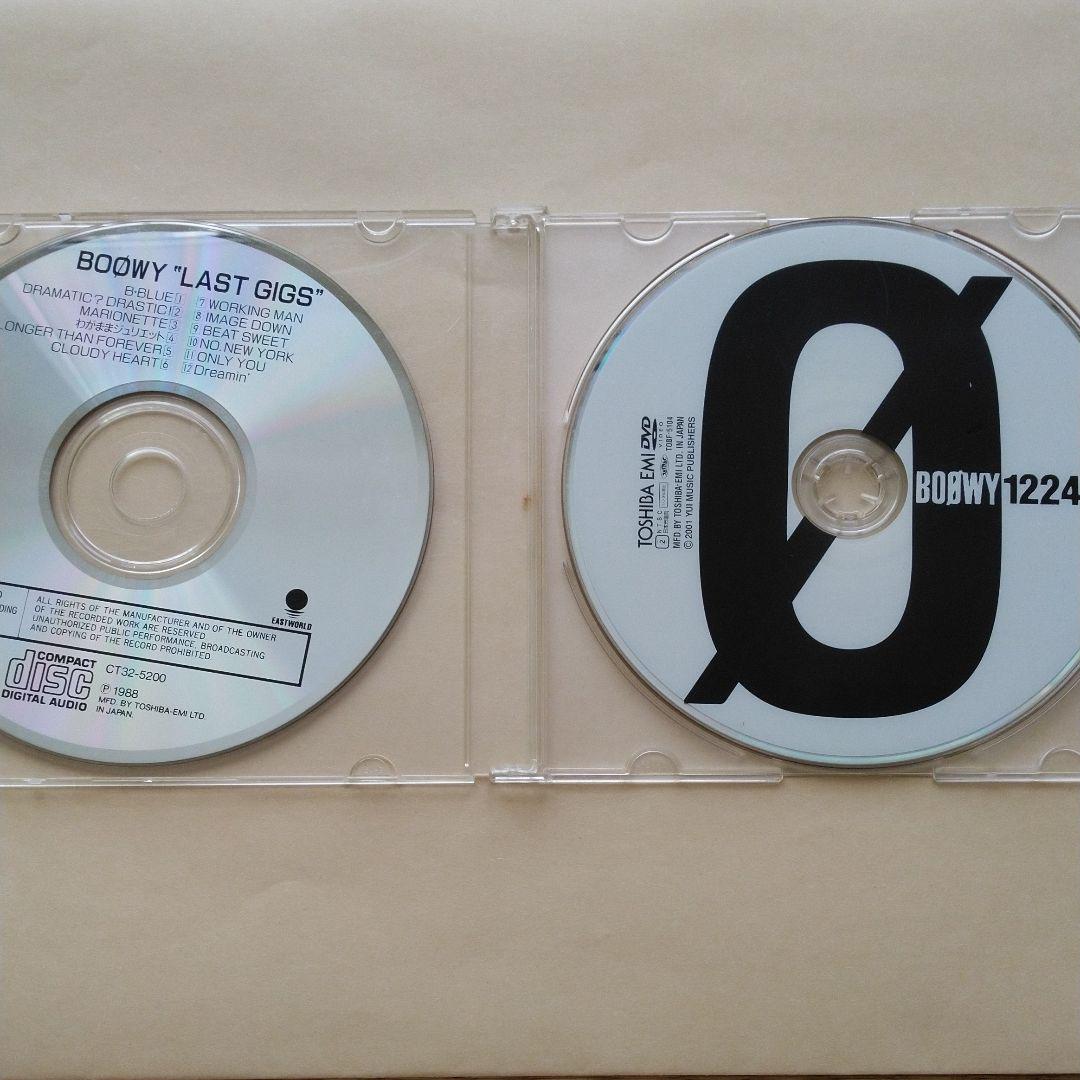 BOØWY "LAST GIGS"
B・BLUE 1
DRAMATIC? DRASTIC! 2
MARIONETTE 3
わがままジュリエット 4
LONGER THAN FOREVER 5
CLOUDY HEART 6
7 WORKING MAN
8 IMAGE DOWN
9 BEAT SWEET
10 NO. NEW YORK
11 ONLY YOU
12 Dreamin'
ALL RIGHTS OF THE MANUFACTURER AND OF THE OWNER
OF THE RECORDED WORK ARE RESERVED
UNAUTHORIZED PUBLIC PERFORMANCE, BROADCASTING
AND COPYING OF THE RECORD PROHIBITED
EASTWORLD
COMPACT
disc
DIGITAL AUDIO
CT32-5200
Ⓟ 1988
MFD. BY TOSHIBA-EMI LTD.
IN JAPAN.
Ø
BOØWY 1224
TOSHIBA EMI
DVD
VIDEO
2 NTSC
TOBF-5104
MFD. BY TOSHIBA-EMI LTD. IN JAPAN
© 2001 YUI MUSIC PUBLISHERS